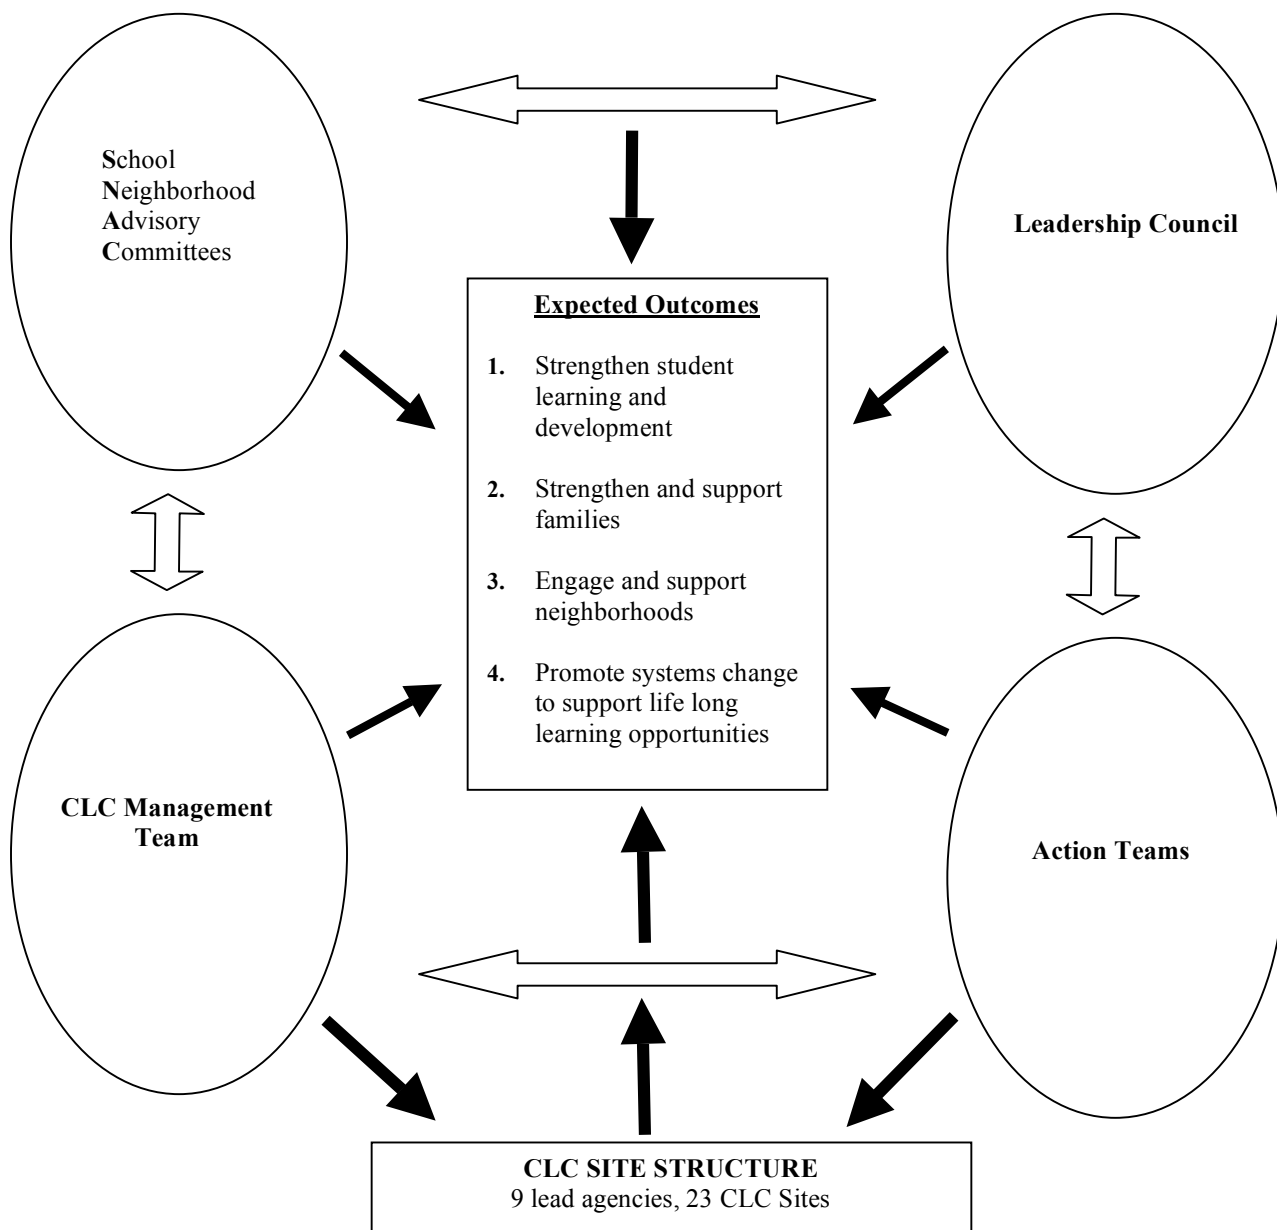 School
Neighborhood
Advisory
Committees
Leadership Council
Expected Outcomes
1. Strengthen student
learning and
development
2. Strengthen and support
families
3. Engage and support
neighborhoods
4. Promote systems change
to support life long
learning opportunities
CLC Management
Team
Action Teams
CLC SITE STRUCTURE
9 lead agencies, 23 CLC Sites